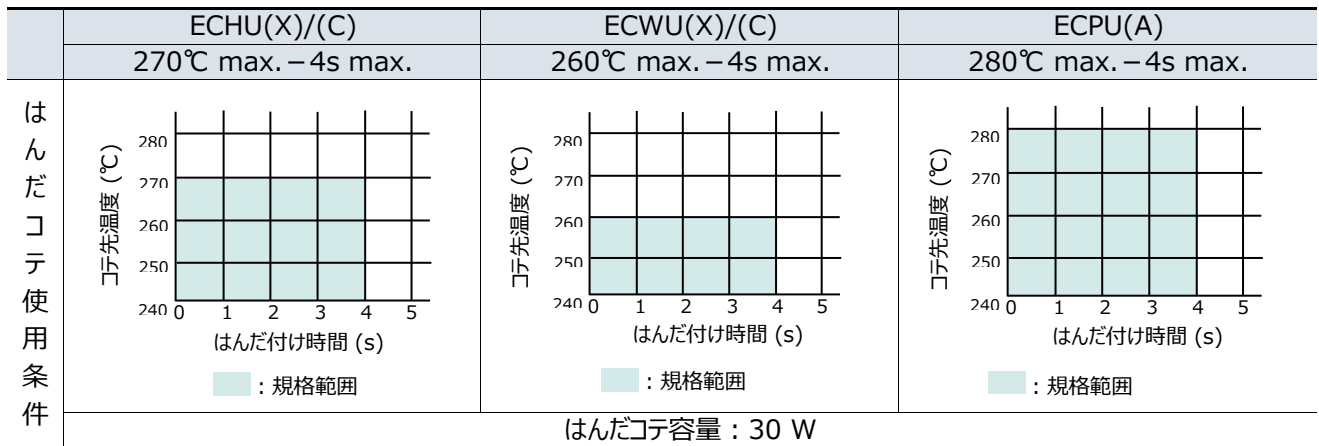 ECHU(X)/(C)
ECWU(X)/(C)
ECPU(A)
270℃ max.－4s max.
260℃ max.－4s max.
280℃ max.－4s max.
はんだコテ使用条件
コテ先温度 (℃)
280
270
260
250
240
0 1 2 3 4 5
はんだ付け時間 (s)
：規格範囲
コテ先温度 (℃)
280
270
260
250
240
0 1 2 3 4 5
はんだ付け時間 (s)
：規格範囲
コテ先温度 (℃)
280
270
260
250
240
0 1 2 3 4 5
はんだ付け時間 (s)
：規格範囲
はんだコテ容量：30 W